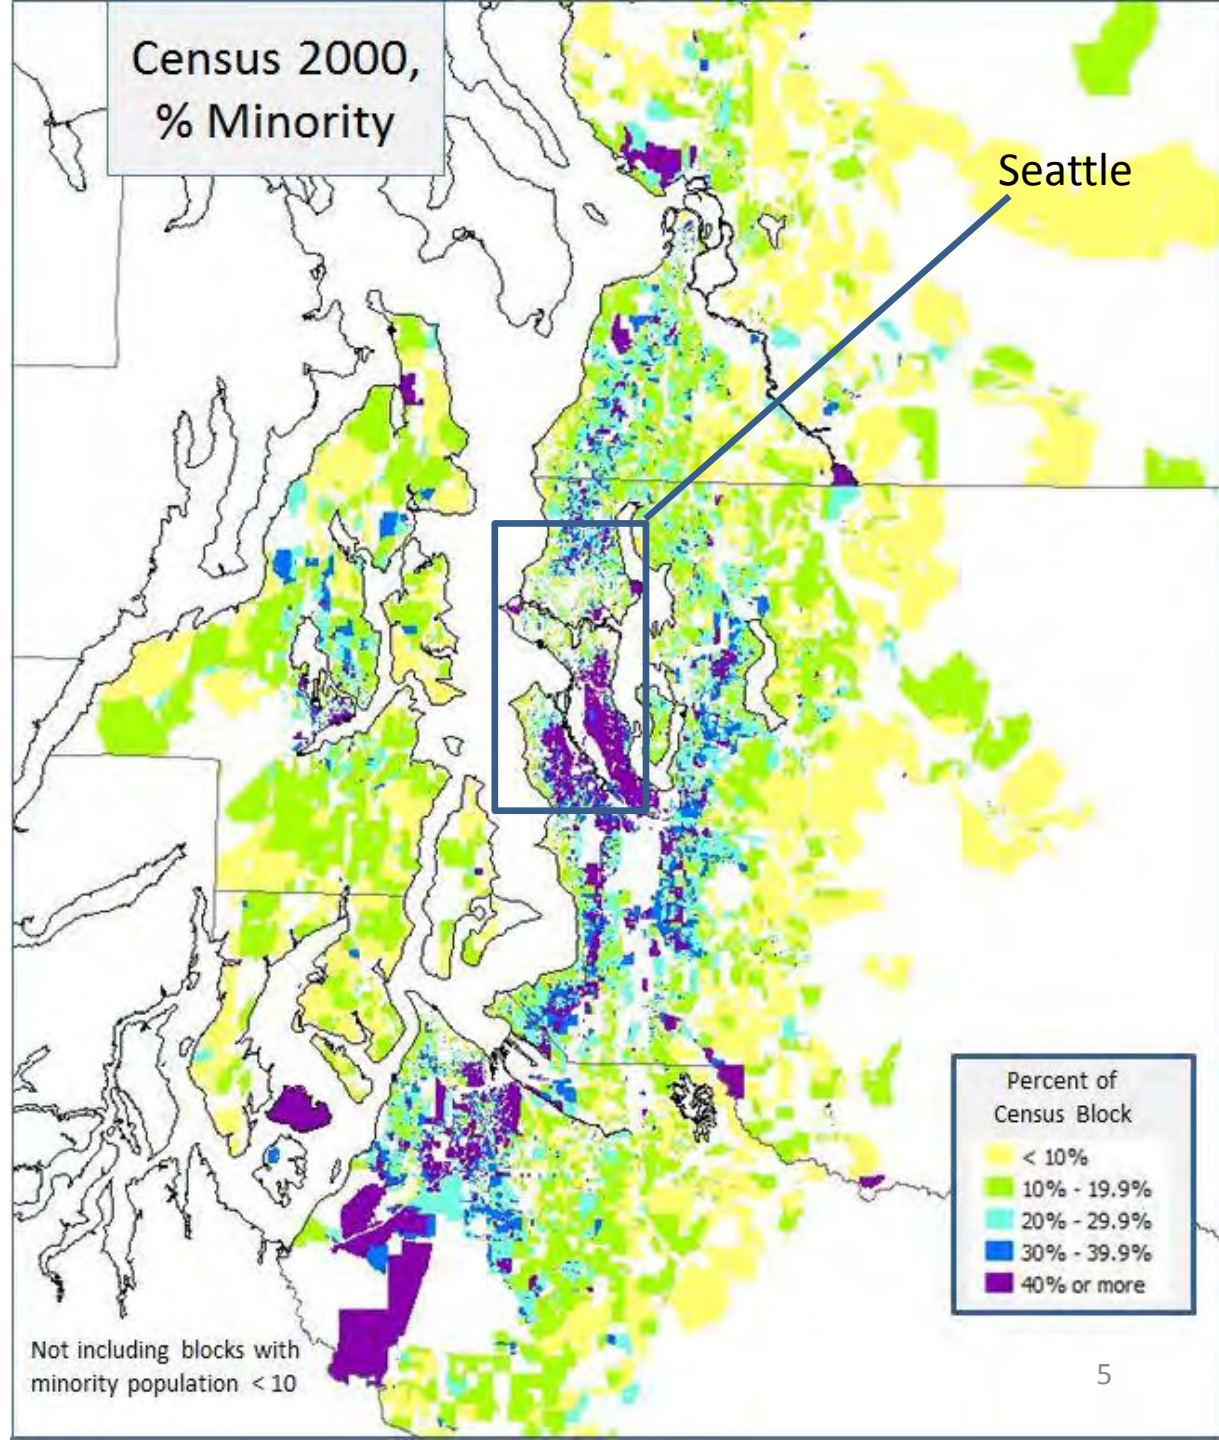 Census 2000,
% Minority
Seattle
Percent of
Census Block
< 10%
10% - 19.9%
20% - 29.9%
30% - 39.9%
40% or more
Not including blocks with
minority population < 10
5